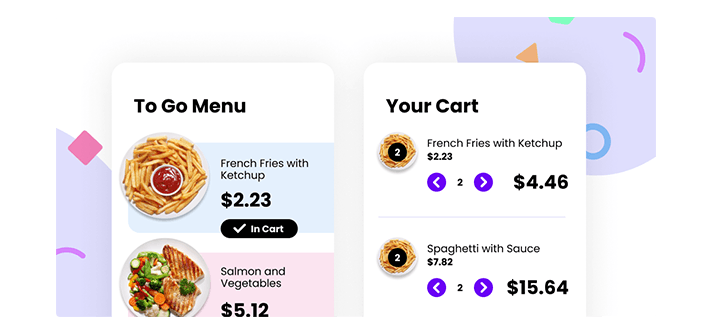 To Go Menu
French Fries with
Ketchup
$2.23
In Cart
Salmon and
Vegetables
$5.12
Your Cart
2
French Fries with Ketchup
$2.23
2
$4.46
2
Spaghetti with Sauce
$7.82
2
$15.64